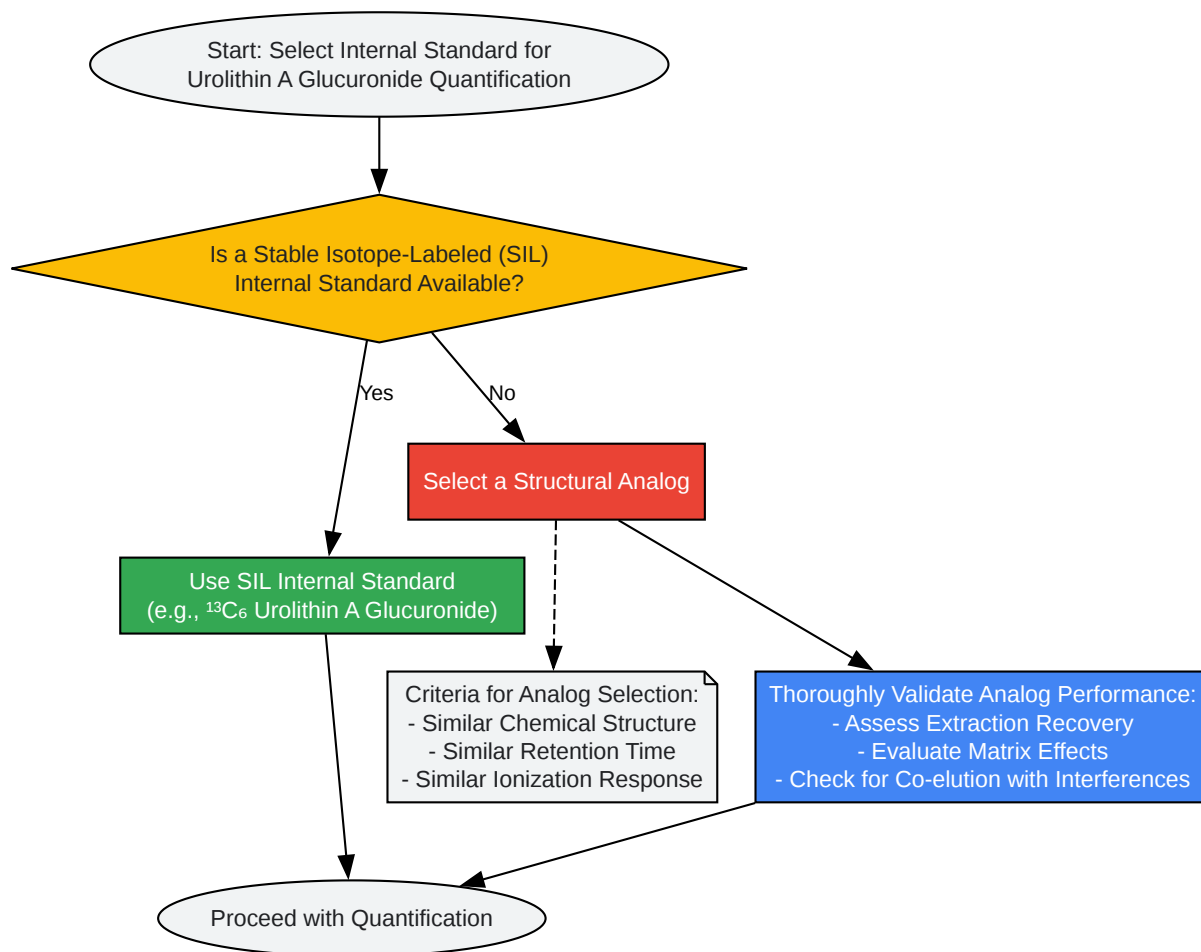 Start: Select Internal Standard for
Urolithin A Glucuronide Quantification
Is a Stable Isotope-Labeled (SIL)
Internal Standard Available?
Yes
No
Select a Structural Analog
Use SIL Internal Standard
(e.g., ¹³C₆ Urolithin A Glucuronide)
Criteria for Analog Selection:
- Similar Chemical Structure
- Similar Retention Time
- Similar Ionization Response
Thoroughly Validate Analog Performance:
- Assess Extraction Recovery
- Evaluate Matrix Effects
- Check for Co-elution with Interferences
Proceed with Quantification